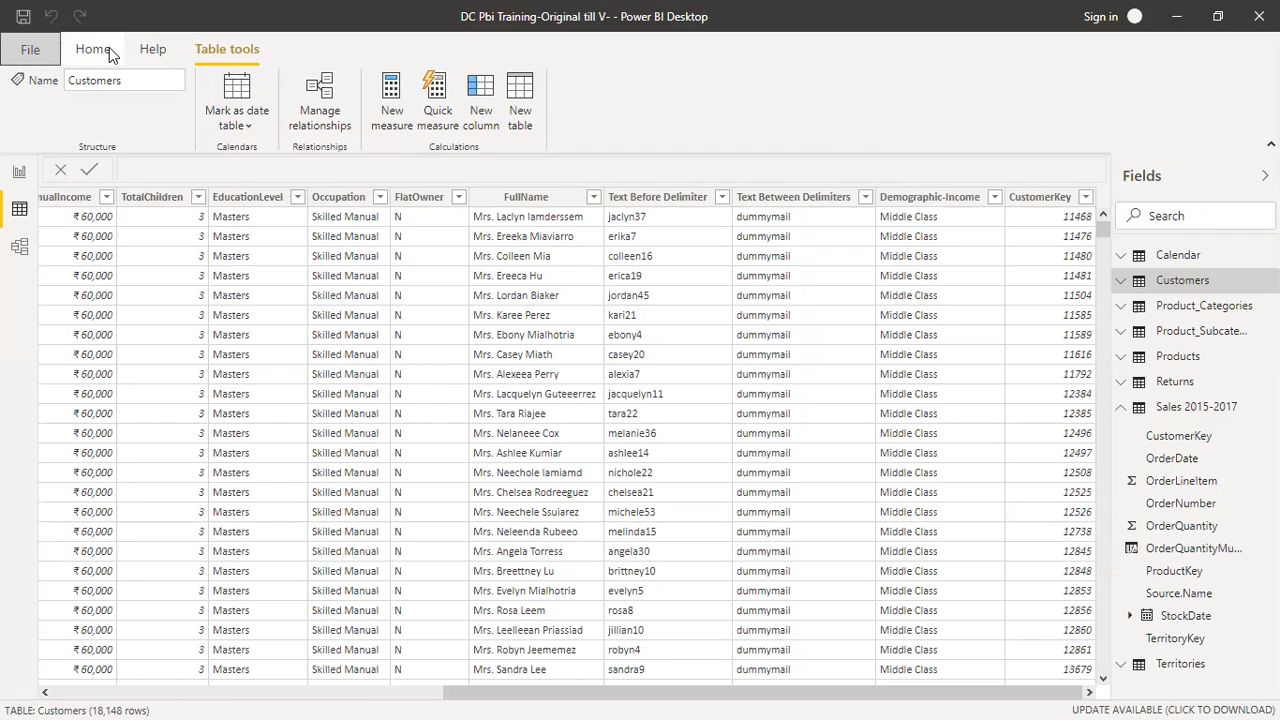 DC Pbi Training-Original till V- - Power BI Desktop
Sign in
File Home Help Table tools
Name Customers
Mark as date table
Manage relationships
New measure
Quick measure
New column
New table
Structure Calendars Relationships Calculations
nualIncome TotalChildren EducationLevel Occupation FlatOwner FullName Text Before Delimiter Text Between Delimiters Demographic-Income CustomerKey
₹ 60,000 3 Masters Skilled Manual N Mrs. Laclyn Iamderssem jaclyn37 dummymail Middle Class 11468
₹ 60,000 3 Masters Skilled Manual N Mrs. Ereeka Miaviarro erika7 dummymail Middle Class 11476
₹ 60,000 3 Masters Skilled Manual N Mrs. Colleen Mia colleen16 dummymail Middle Class 11480
₹ 60,000 3 Masters Skilled Manual N Mrs. Ereeca Hu erica19 dummymail Middle Class 11481
₹ 60,000 3 Masters Skilled Manual N Mrs. Lordan Biaker jordan45 dummymail Middle Class 11504
₹ 60,000 3 Masters Skilled Manual N Mrs. Karee Perez kari21 dummymail Middle Class 11585
₹ 60,000 3 Masters Skilled Manual N Mrs. Ebony Mialhotria ebony4 dummymail Middle Class 11589
₹ 60,000 3 Masters Skilled Manual N Mrs. Casey Miath casey20 dummymail Middle Class 11616
₹ 60,000 3 Masters Skilled Manual N Mrs. Alexeea Perry alexia7 dummymail Middle Class 11792
₹ 60,000 3 Masters Skilled Manual N Mrs. Lacquelyn Guteeerrez jacquelyn11 dummymail Middle Class 12384
₹ 60,000 3 Masters Skilled Manual N Mrs. Tara Riajee tara22 dummymail Middle Class 12385
₹ 60,000 3 Masters Skilled Manual N Mrs. Nelaneee Cox melanie36 dummymail Middle Class 12496
₹ 60,000 3 Masters Skilled Manual N Mrs. Ashlee Kumiar ashlee14 dummymail Middle Class 12497
₹ 60,000 3 Masters Skilled Manual N Mrs. Neechole Iamiamd nichole22 dummymail Middle Class 12508
₹ 60,000 3 Masters Skilled Manual N Mrs. Chelsea Rodreeguez chelsea21 dummymail Middle Class 12525
₹ 60,000 3 Masters Skilled Manual N Mrs. Neechele Ssuiarez michele53 dummymail Middle Class 12526
₹ 60,000 3 Masters Skilled Manual N Mrs. Neleenda Rubeeo melinda15 dummymail Middle Class 12738
₹ 60,000 3 Masters Skilled Manual N Mrs. Angela Torress angela30 dummymail Middle Class 12845
₹ 60,000 3 Masters Skilled Manual N Mrs. Breettney Lu brittney10 dummymail Middle Class 12848
₹ 60,000 3 Masters Skilled Manual N Mrs. Evelyn Mialhotria evelyn5 dummymail Middle Class 12853
₹ 60,000 3 Masters Skilled Manual N Mrs. Rosa Leem rosa8 dummymail Middle Class 12856
₹ 60,000 3 Masters Skilled Manual N Mrs. Leelleean Priassiad jillian10 dummymail Middle Class 12860
₹ 60,000 3 Masters Skilled Manual N Mrs. Robyn Jeememez robyn4 dummymail Middle Class 12861
₹ 60,000 3 Masters Skilled Manual N Mrs. Sandra Lee sandra9 dummymail Middle Class 13679
Fields
Search
Calendar
Customers
Product_Categories
Product_Subcate...
Products
Returns
Sales 2015-2017
CustomerKey
OrderDate
OrderLineItem
OrderNumber
OrderQuantity
OrderQuantityMu...
ProductKey
Source.Name
StockDate
TerritoryKey
Territories
TABLE: Customers (18,148 rows)
UPDATE AVAILABLE (CLICK TO DOWNLOAD)